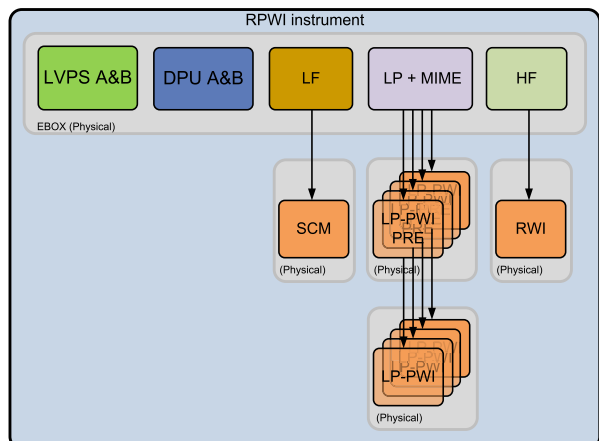 RPWI instrument
LVPS A&B
DPU A&B
LF
LP + MIME
HF
EBOX (Physical)
LP-PWI
PRE
SCM
RWI
(Physical)
(Physical)
(Physical)
LP-PWI
(Physical)